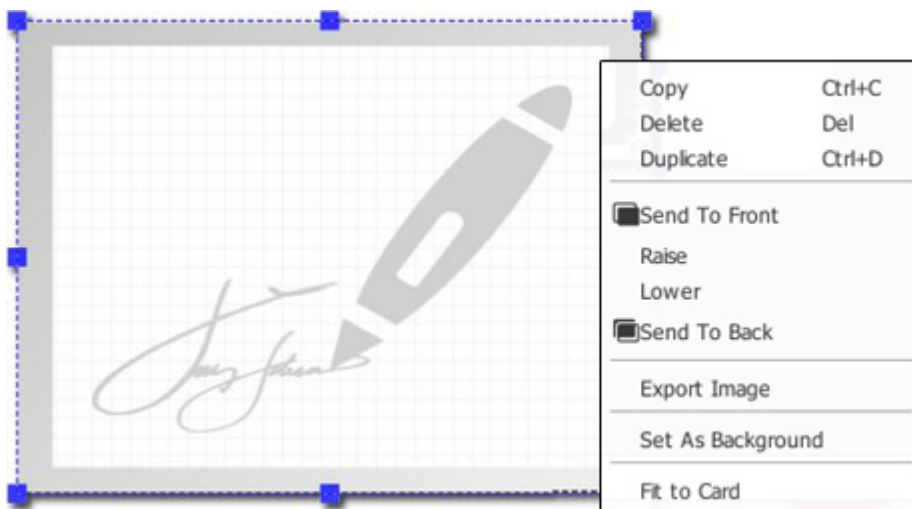 Copy Ctrl+C
Delete Del
Duplicate Ctrl+D
Send To Front
Raise
Lower
Send To Back
Export Image
Set As Background
Fit to Card